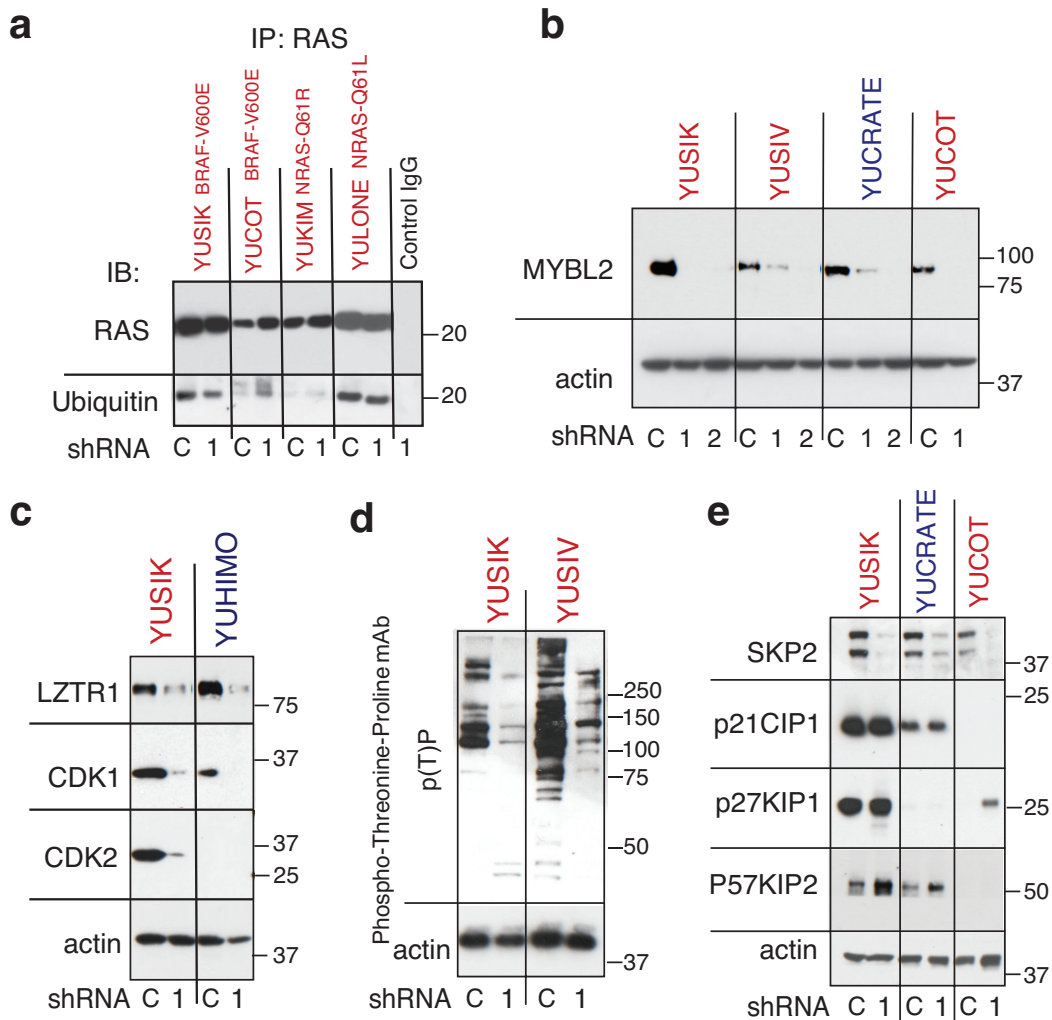 a
IP: RAS
YUSIK BRAF-V600E
YUCOT BRAF-V600E
YUKIM NRAS-Q61R
YULONE NRAS-Q61L
Control IgG
IB:
RAS
20
Ubiquitin
20
shRNA C 1 C 1 C 1 C 1 1
b
YUSIK
YUSIV
YUCRATE
YUCOT
MYBL2
100
75
actin
37
shRNA C 1 2 C 1 2 C 1 2 C 1
c
YUSIK
YUHIMO
LZTR1
75
CDK1
37
CDK2
37
25
actin
37
shRNA C 1 C 1
d
YUSIK
YUSIV
Phospho-Threonine-Proline mAb
p(T)P
250
150
100
75
50
actin
37
shRNA C 1 C 1
e
YUSIK
YUCRATE
YUCOT
SKP2
37
25
p21CIP1
p27KIP1
25
P57KIP2
50
actin
37
shRNA C 1 C 1 C 1